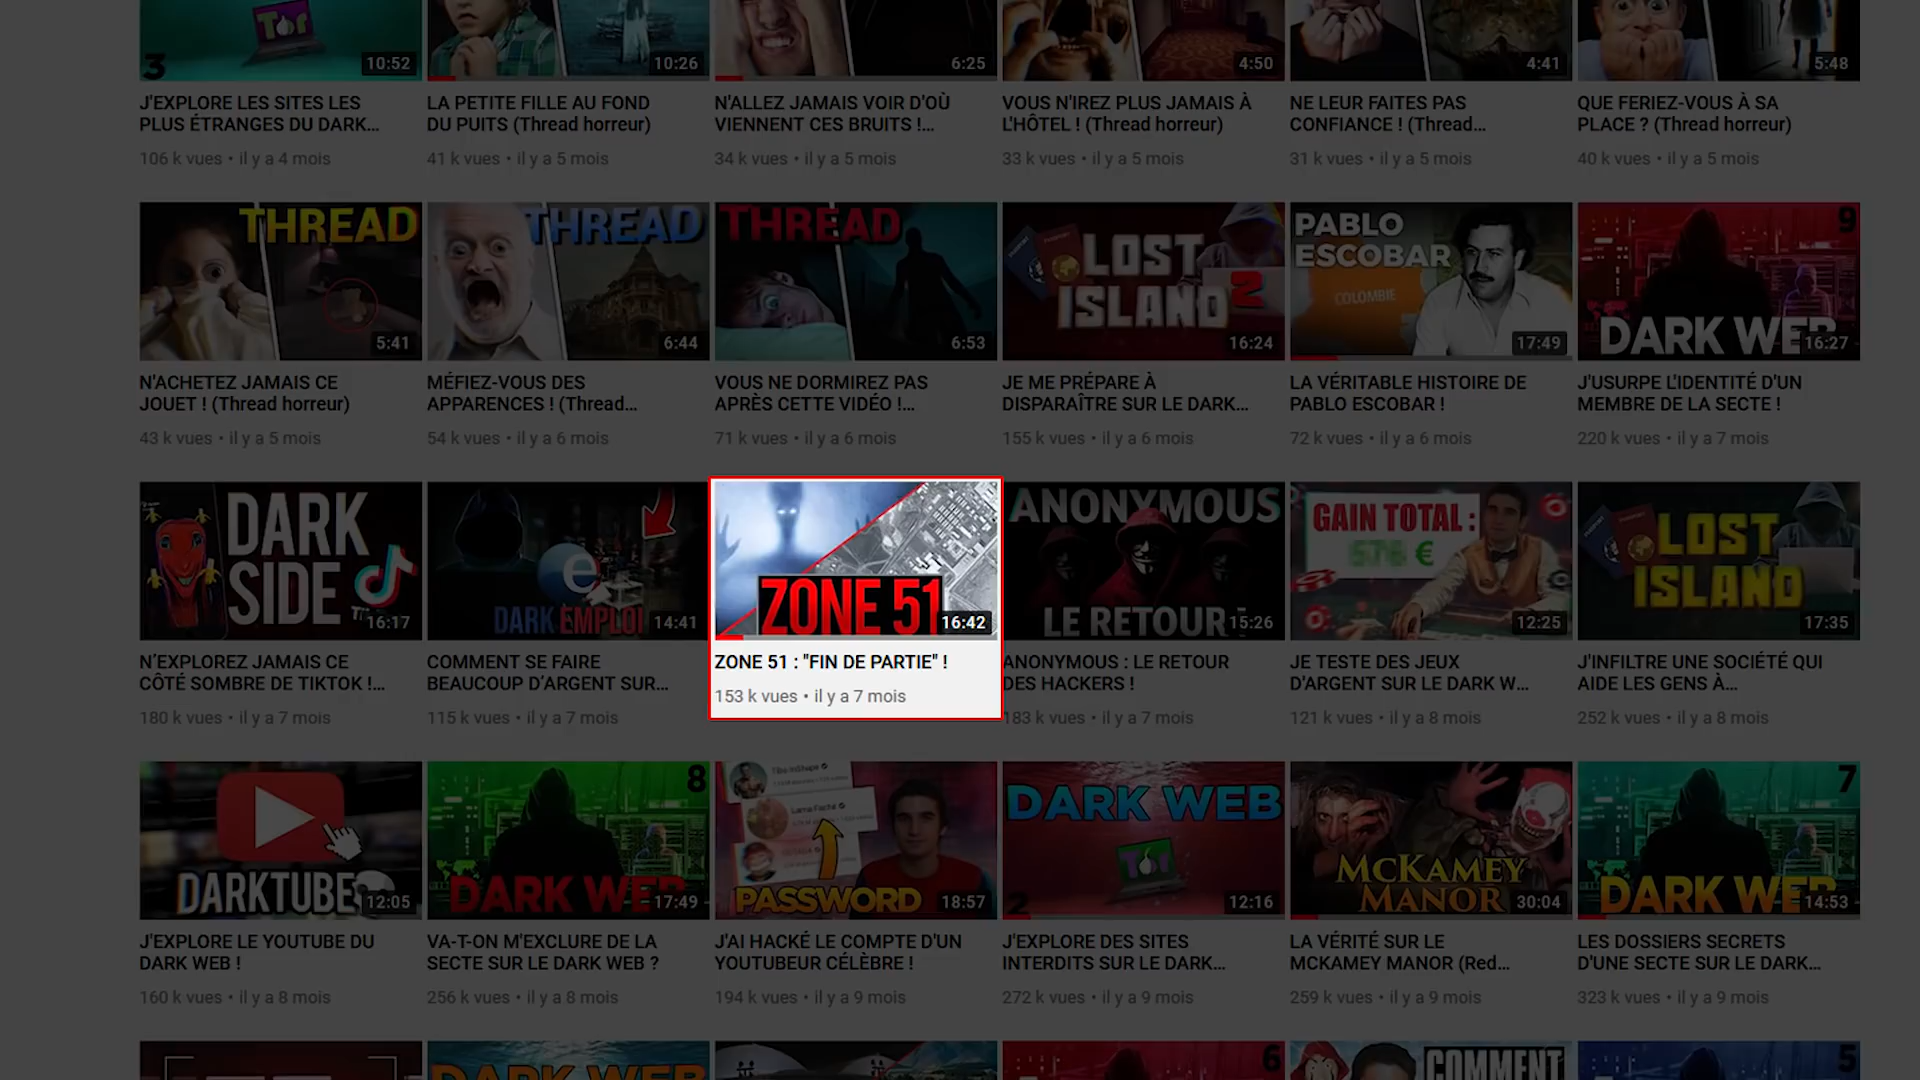 Tor
3
10:52
10:26
6:25
4:50
4:41
5:48
J'EXPLORE LES SITES LES
PLUS ÉTRANGES DU DARK...
106 k vues • il y a 4 mois
LA PETITE FILLE AU FOND
DU PUITS (Thread horreur)
41 k vues • il y a 5 mois
N'ALLEZ JAMAIS VOIR D'OÙ
VIENNENT CES BRUITS !...
34 k vues • il y a 5 mois
VOUS N'IREZ PLUS JAMAIS À
L'HÔTEL ! (Thread horreur)
33 k vues • il y a 5 mois
NE LEUR FAITES PAS
CONFIANCE ! (Thread...
31 k vues • il y a 5 mois
QUE FERIEZ-VOUS À SA
PLACE ? (Thread horreur)
40 k vues • il y a 5 mois
THREAD
5:41
N'ACHETEZ JAMAIS CE
JOUET ! (Thread horreur)
43 k vues • il y a 5 mois
THREAD
6:44
MÉFIEZ-VOUS DES
APPARENCES ! (Thread...
54 k vues • il y a 6 mois
THREAD
6:53
VOUS NE DORMIREZ PAS
APRÈS CETTE VIDÉO !...
71 k vues • il y a 6 mois
LOST
ISLAND 2
16:24
JE ME PRÉPARE À
DISPARAÎTRE SUR LE DARK...
155 k vues • il y a 6 mois
PABLO
ESCOBAR
COLOMBIE
17:49
LA VÉRITABLE HISTOIRE DE
PABLO ESCOBAR !
72 k vues • il y a 6 mois
9
DARK WEB
16:27
J'USURPE L'IDENTITÉ D'UN
MEMBRE DE LA SECTE !
220 k vues • il y a 7 mois
DARK
SIDE
16:17
N'EXPLOREZ JAMAIS CE
CÔTÉ SOMBRE DE TIKTOK !...
180 k vues • il y a 7 mois
DARK EMPLOI
14:41
COMMENT SE FAIRE
BEAUCOUP D'ARGENT SUR...
115 k vues • il y a 7 mois
ZONE 51
16:42
ZONE 51 : "FIN DE PARTIE" !
153 k vues • il y a 7 mois
ANONYMOUS
LE RETOUR
15:26
ANONYMOUS : LE RETOUR
DES HACKERS !
183 k vues • il y a 7 mois
GAIN TOTAL :
€
12:25
JE TESTE DES JEUX
D'ARGENT SUR LE DARK W...
121 k vues • il y a 8 mois
LOST
ISLAND
17:35
J'INFILTRE UNE SOCIÉTÉ QUI
AIDE LES GENS À...
252 k vues • il y a 8 mois
DARKTUBE
12:05
J'EXPLORE LE YOUTUBE DU
DARK WEB !
160 k vues • il y a 8 mois
8
DARK WEB
17:49
VA-T-ON M'EXCLURE DE LA
SECTE SUR LE DARK WEB ?
256 k vues • il y a 8 mois
PASSWORD
18:57
J'AI HACKÉ LE COMPTE D'UN
YOUTUBEUR CÉLÈBRE !
194 k vues • il y a 9 mois
DARK WEB
Tor
2
12:16
J'EXPLORE DES SITES
INTERDITS SUR LE DARK...
272 k vues • il y a 9 mois
MCKAMEY
MANOR
30:04
LA VÉRITÉ SUR LE
MCKAMEY MANOR (Red...
259 k vues • il y a 9 mois
7
DARK WEB
14:53
LES DOSSIERS SECRETS
D'UNE SECTE SUR LE DARK...
323 k vues • il y a 9 mois
DARK WEB
6
COMMENT
5